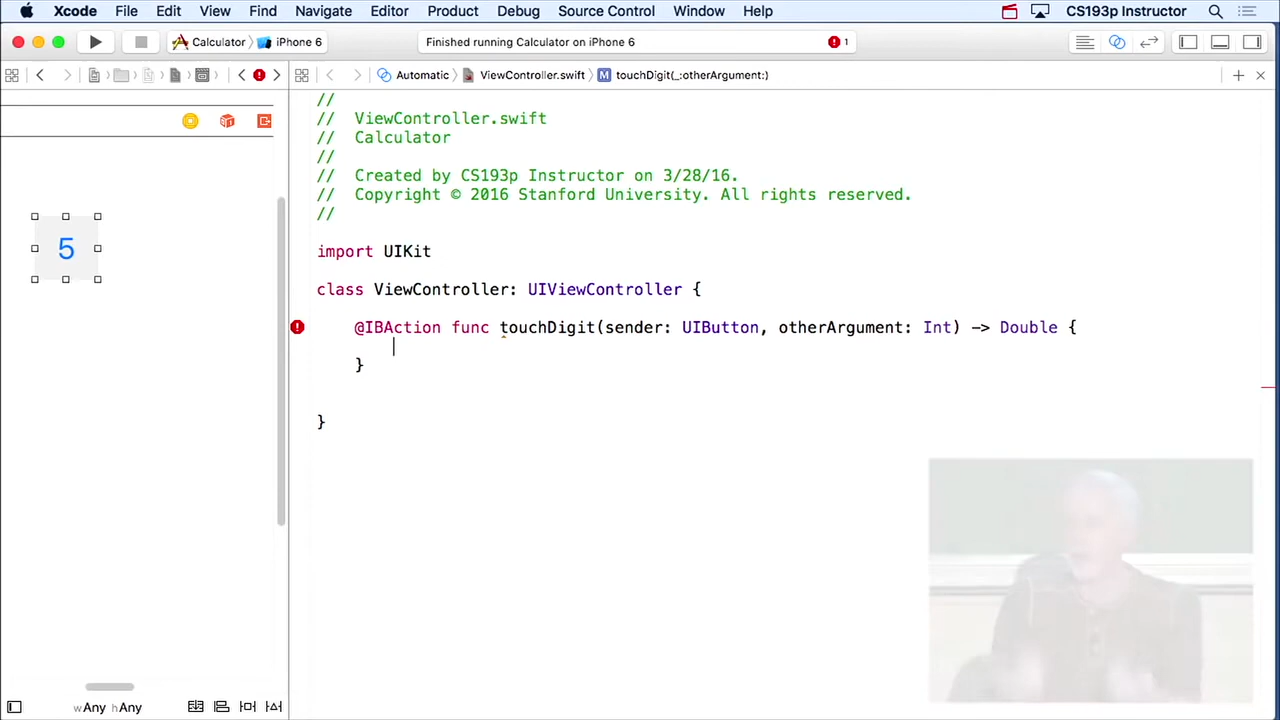 Xcode File Edit View Find Navigate Editor Product Debug Source Control Window Help CS193p Instructor
Calculator iPhone 6 Finished running Calculator on iPhone 6 1
Automatic ViewController.swift M touchDigit(_:otherArgument:)
//
// ViewController.swift
// Calculator
//
// Created by CS193p Instructor on 3/28/16.
// Copyright © 2016 Stanford University. All rights reserved.
//
import UIKit
class ViewController: UIViewController {
@IBAction func touchDigit(sender: UIButton, otherArgument: Int) -> Double {
}
}
5
wAny hAny